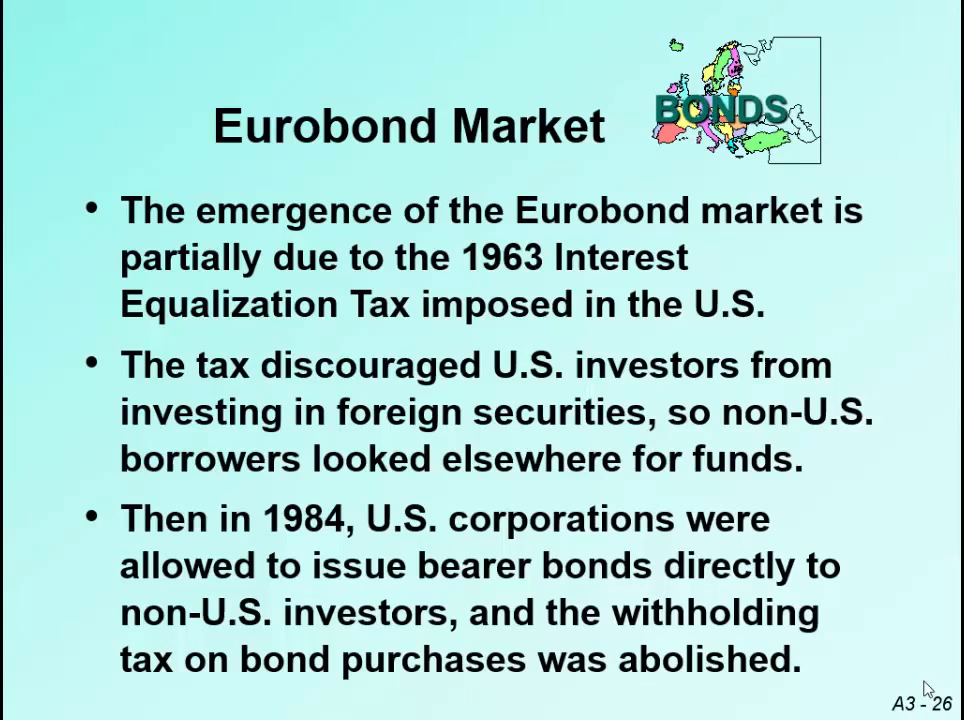 BONDS
Eurobond Market
• The emergence of the Eurobond market is
partially due to the 1963 Interest
Equalization Tax imposed in the U.S.
• The tax discouraged U.S. investors from
investing in foreign securities, so non-U.S.
borrowers looked elsewhere for funds.
• Then in 1984, U.S. corporations were
allowed to issue bearer bonds directly to
non-U.S. investors, and the withholding
tax on bond purchases was abolished.
A3 - 26